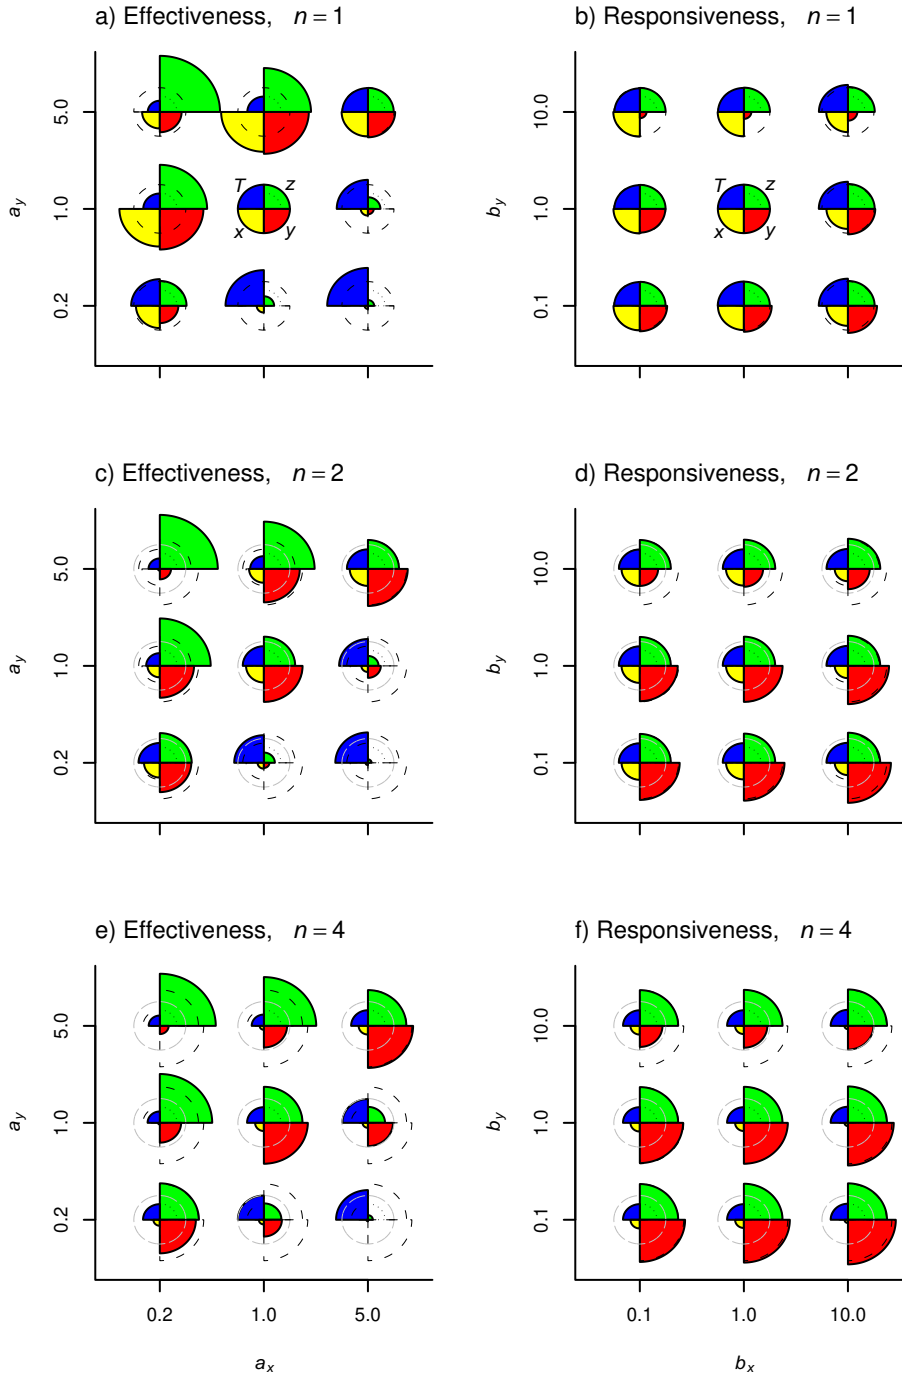 a) Effectiveness, n = 1
b) Responsiveness, n = 1
5.0
10.0
a_y
1.0
T z
x y
b_y
1.0
T z
x y
0.2
0.1
c) Effectiveness, n = 2
d) Responsiveness, n = 2
5.0
10.0
a_y
1.0
b_y
1.0
0.2
0.1
e) Effectiveness, n = 4
f) Responsiveness, n = 4
5.0
10.0
a_y
1.0
b_y
1.0
0.2
0.1
0.2 1.0 5.0
0.1 1.0 10.0
a_x
b_x